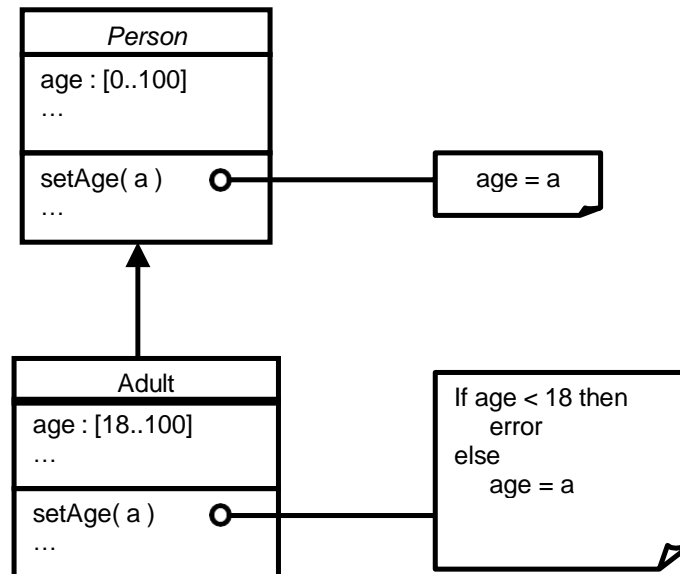 Person
age : [0..100]
…
setAge( a )
…
age = a
Adult
age : [18..100]
…
setAge( a )
…
If age < 18 then
error
else
age = a